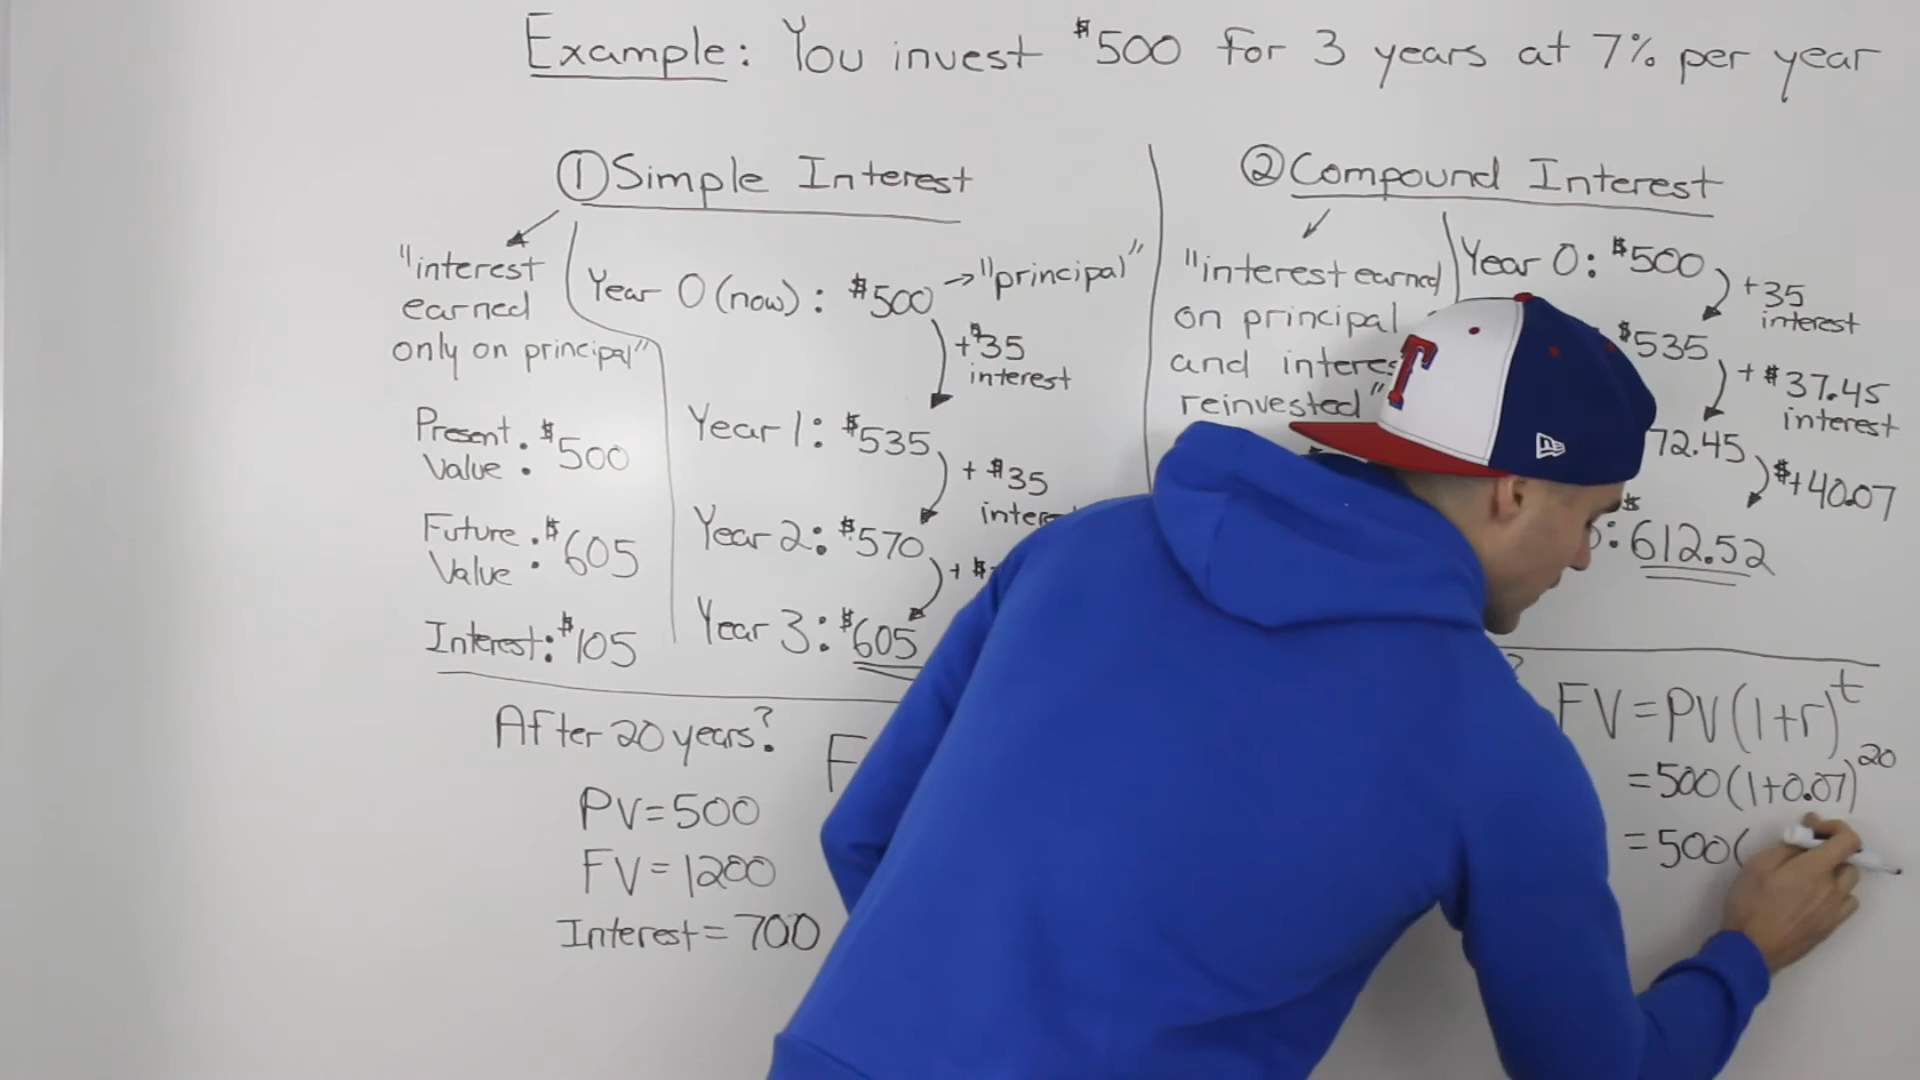 Example: You invest $500 for 3 years at 7% per year
① Simple Interest
"interest
earned
only on principal"
Year 0 (now): $500 → "principal"
+$35
interest
Year 1: $535
+ $35
Year 2: $570
+ $
Year 3: $605
Present
Value : $500
Future
Value : $605
Interest: $105
After 20 years?
PV=500
FV=1200
Interest=700
F
② Compound Interest
"interest earned
on principal
and
reinvested"
Year 0: $500
+35
interest
$535
+ $37.45
interest
72.45
$+40.07
$
:612.52
?
FV=PV(1+r)^t
=500(1+0.07)^20
=500(
T